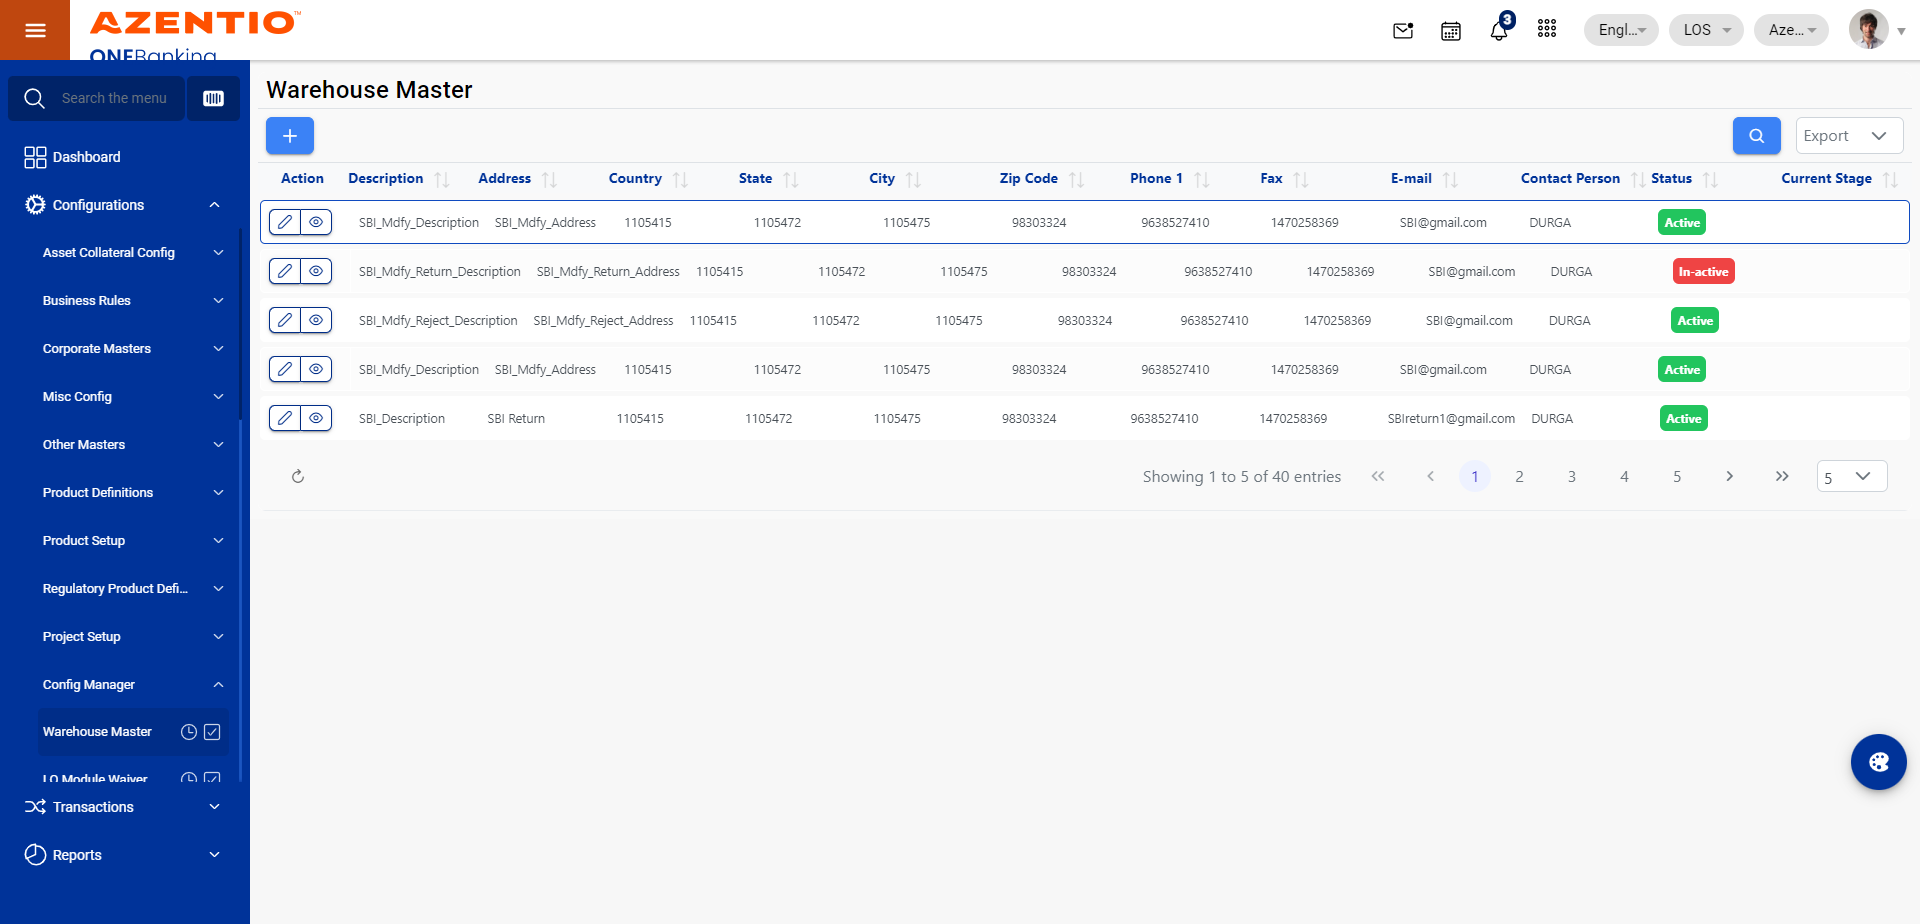 AZENTIO™
ONEBanking
3
Engl...
LOS
Aze...
Search the menu
Dashboard
Configurations
Asset Collateral Config
Business Rules
Corporate Masters
Misc Config
Other Masters
Product Definitions
Product Setup
Regulatory Product Defi...
Project Setup
Config Manager
Warehouse Master
LO Module Waiver
Transactions
Reports
Warehouse Master
+
Export
Action Description Address Country State City Zip Code Phone 1 Fax E-mail Contact Person Status Current Stage
SBI_Mdfy_Description SBI_Mdfy_Address 1105415 1105472 1105475 98303324 9638527410 1470258369 SBI@gmail.com DURGA Active
SBI_Mdfy_Return_Description SBI_Mdfy_Return_Address 1105415 1105472 1105475 98303324 9638527410 1470258369 SBI@gmail.com DURGA In-active
SBI_Mdfy_Reject_Description SBI_Mdfy_Reject_Address 1105415 1105472 1105475 98303324 9638527410 1470258369 SBI@gmail.com DURGA Active
SBI_Mdfy_Description SBI_Mdfy_Address 1105415 1105472 1105475 98303324 9638527410 1470258369 SBI@gmail.com DURGA Active
SBI_Description SBI Return 1105415 1105472 1105475 98303324 9638527410 1470258369 SBIreturn1@gmail.com DURGA Active
Showing 1 to 5 of 40 entries << < 1 2 3 4 5 > >> 5